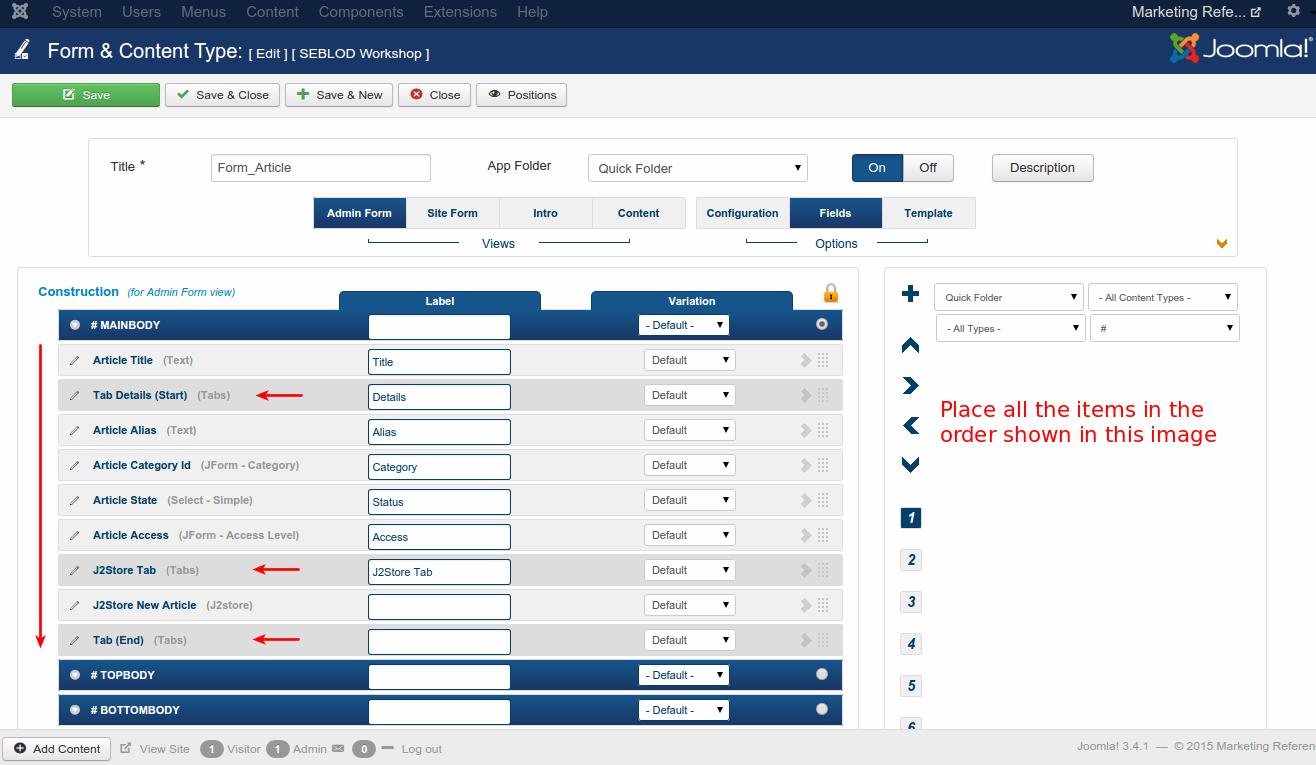 System Users Menus Content Components Extensions Help Marketing Refe...
Form & Content Type: [ Edit ] [ SEBLOD Workshop ] Joomla!®
Save Save & Close Save & New Close Positions
Title * Form_Article App Folder Quick Folder On Off Description
Admin Form Site Form Intro Content Configuration Fields Template
Views Options
Construction (for Admin Form view) Label Variation
# MAINBODY - Default -
Article Title (Text) Title Default
Tab Details (Start) (Tabs) Details Default
Article Alias (Text) Alias Default
Article Category Id (JForm - Category) Category Default
Article State (Select - Simple) Status Default
Article Access (JForm - Access Level) Access Default
J2Store Tab (Tabs) J2Store Tab Default
J2Store New Article (J2store) Default
Tab (End) (Tabs) Default
# TOPBODY - Default -
# BOTTOMBODY - Default -
Quick Folder - All Content Types -
- All Types - #
Place all the items in the
order shown in this image
1
2
3
4
5
6
Add Content View Site 1 Visitor 1 Admin 0 Log out Joomla! 3.4.1 — © 2015 Marketing Referen